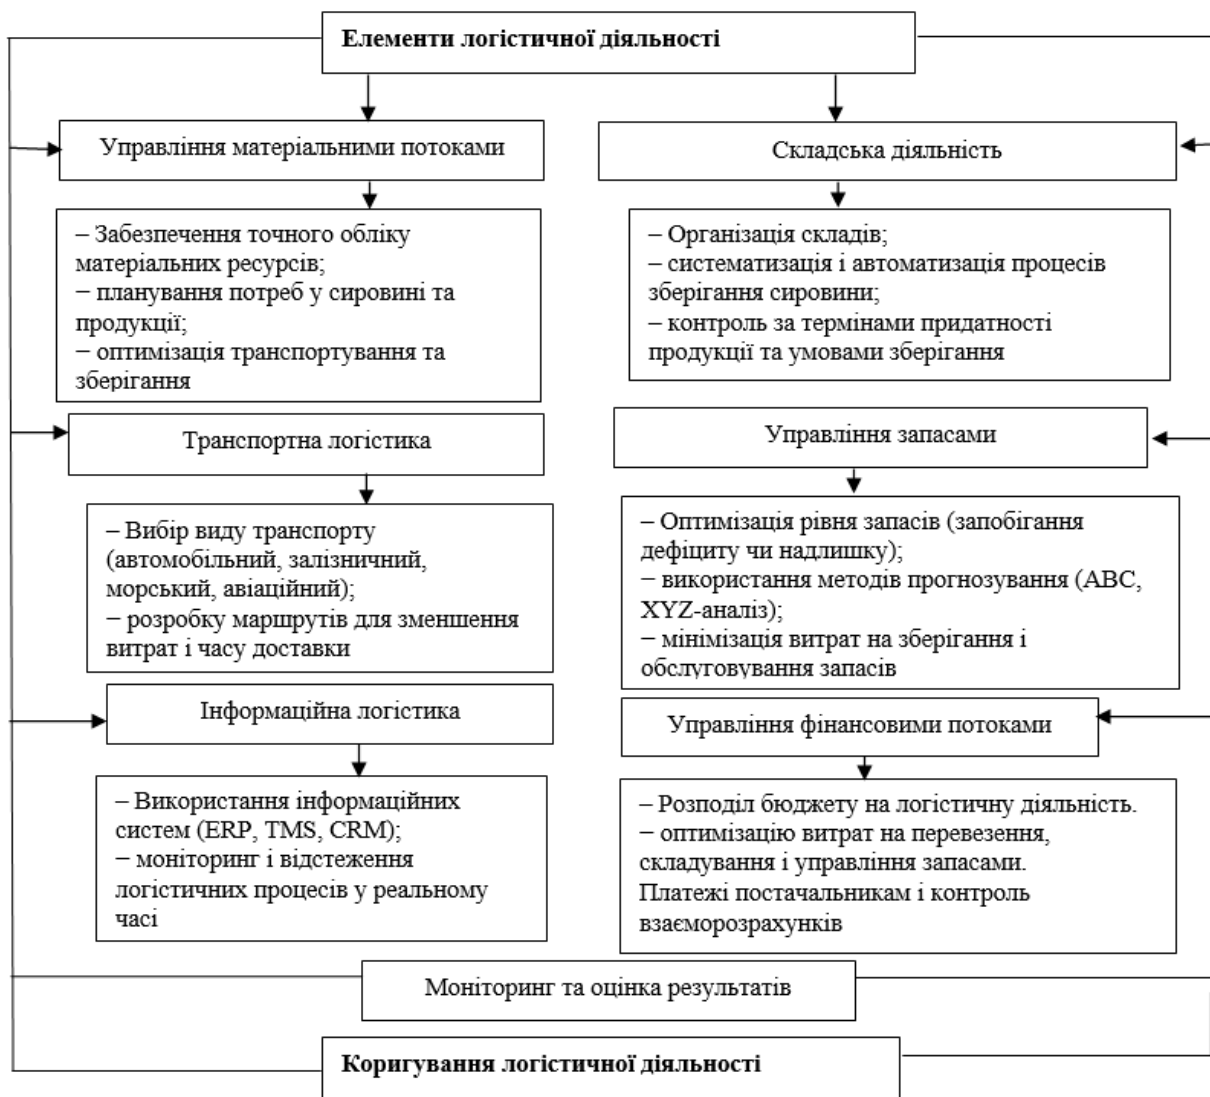 Елементи логістичної діяльності
Управління матеріальними потоками
Складська діяльність
– Забезпечення точного обліку
матеріальних ресурсів;
– планування потреб у сировині та
продукції;
– оптимізація транспортування та
зберігання
– Організація складів;
– систематизація і автоматизація процесів
зберігання сировини;
– контроль за термінами придатності
продукції та умовами зберігання
Транспортна логістика
Управління запасами
– Вибір виду транспорту
(автомобільний, залізничний,
морський, авіаційний);
– розробку маршрутів для зменшення
витрат і часу доставки
– Оптимізація рівня запасів (запобігання
дефіциту чи надлишку);
– використання методів прогнозування (ABC,
XYZ-аналіз);
– мінімізація витрат на зберігання і
обслуговування запасів
Інформаційна логістика
Управління фінансовими потоками
– Використання інформаційних
систем (ERP, TMS, CRM);
– моніторинг і відстеження
логістичних процесів у реальному
часі
– Розподіл бюджету на логістичну діяльність.
– оптимізацію витрат на перевезення,
складування і управління запасами.
Платежі постачальникам і контроль
взаєморозрахунків
Моніторинг та оцінка результатів
Коригування логістичної діяльності